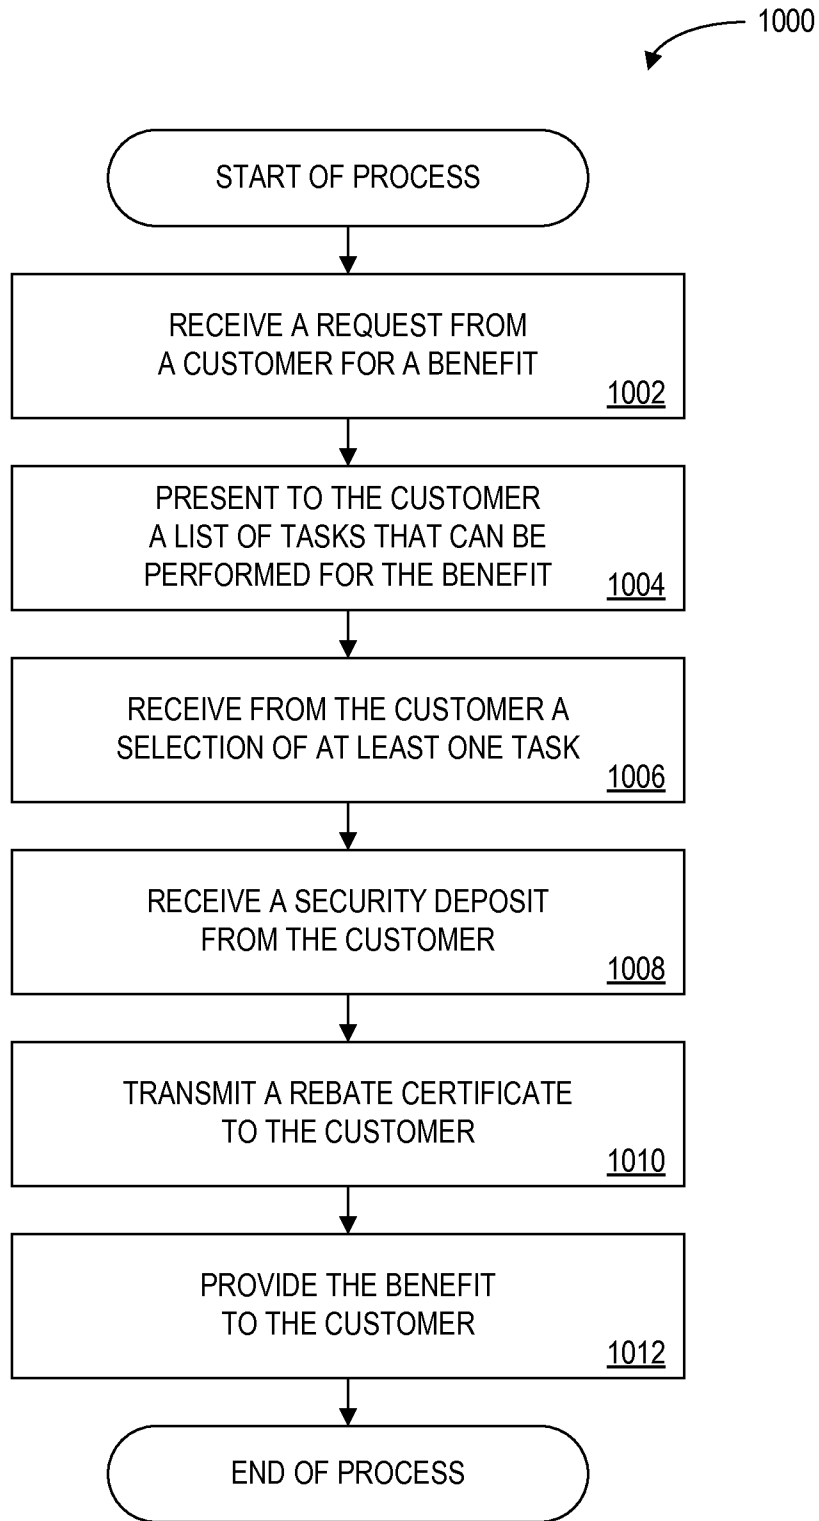 1000
START OF PROCESS
RECEIVE A REQUEST FROM
A CUSTOMER FOR A BENEFIT
1002
PRESENT TO THE CUSTOMER
A LIST OF TASKS THAT CAN BE
PERFORMED FOR THE BENEFIT
1004
RECEIVE FROM THE CUSTOMER A
SELECTION OF AT LEAST ONE TASK
1006
RECEIVE A SECURITY DEPOSIT
FROM THE CUSTOMER
1008
TRANSMIT A REBATE CERTIFICATE
TO THE CUSTOMER
1010
PROVIDE THE BENEFIT
TO THE CUSTOMER
1012
END OF PROCESS